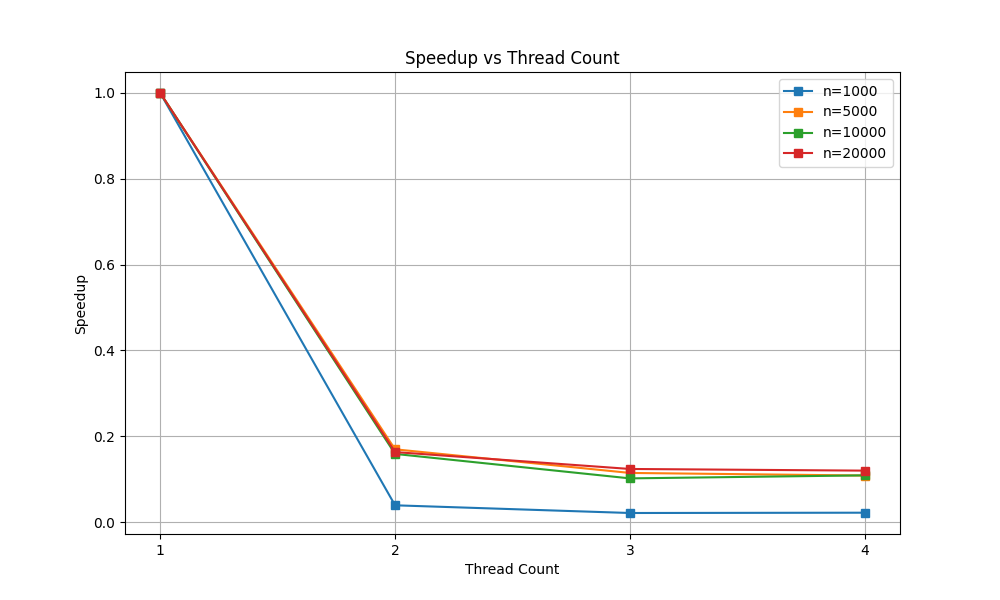 Speedup vs Thread Count
n=1000
n=5000
n=10000
n=20000
1.0
0.8
0.6
0.4
0.2
0.0
Speedup
1 2 3 4
Thread Count